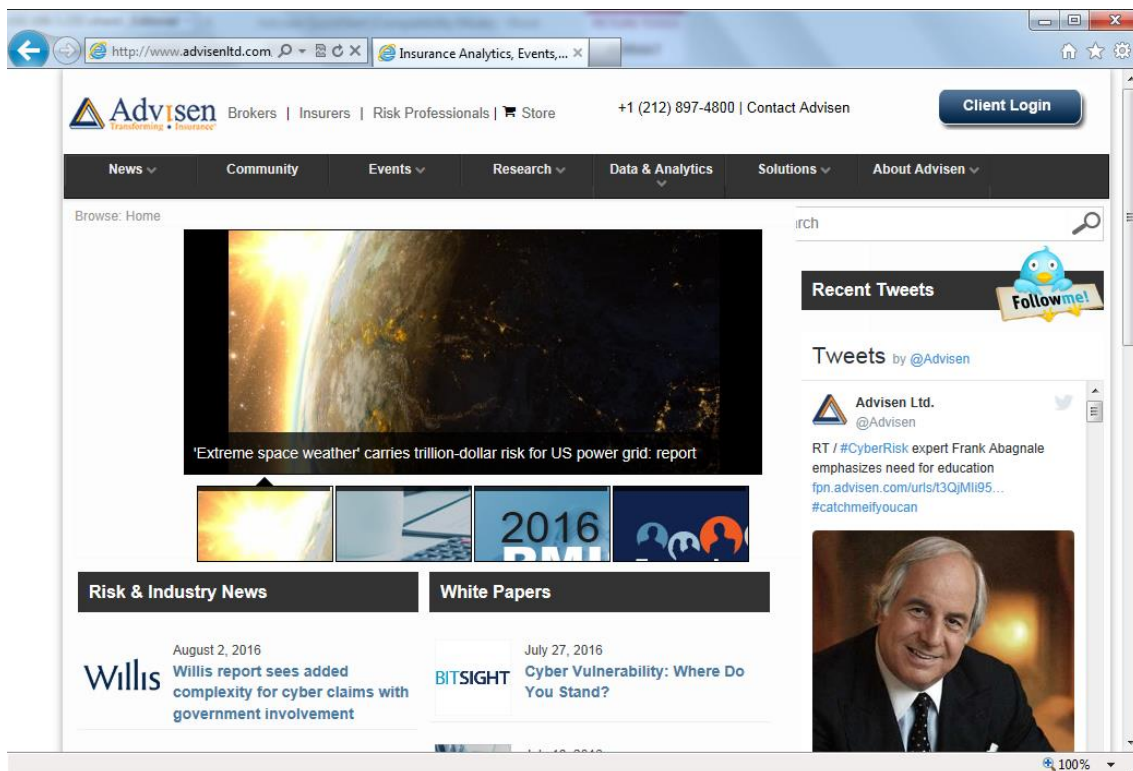 http://www.advisenltd.com
Insurance Analytics, Events,...
Advisen
Transforming • Insurance
Brokers | Insurers | Risk Professionals | Store
+1 (212) 897-4800 | Contact Advisen
Client Login
News
Community
Events
Research
Data & Analytics
Solutions
About Advisen
Browse: Home
rch
Recent Tweets
Follow me!
'Extreme space weather' carries trillion-dollar risk for US power grid: report
2016
Tweets by @Advisen
Advisen Ltd.
@Advisen
RT / #CyberRisk expert Frank Abagnale
emphasizes need for education
fpn.advisen.com/urls/t3QjMli95...
#catchmeifyoucan
Risk & Industry News
August 2, 2016
Willis
Willis report sees added
complexity for cyber claims with
government involvement
White Papers
July 27, 2016
BITSIGHT
Cyber Vulnerability: Where Do
You Stand?
100%